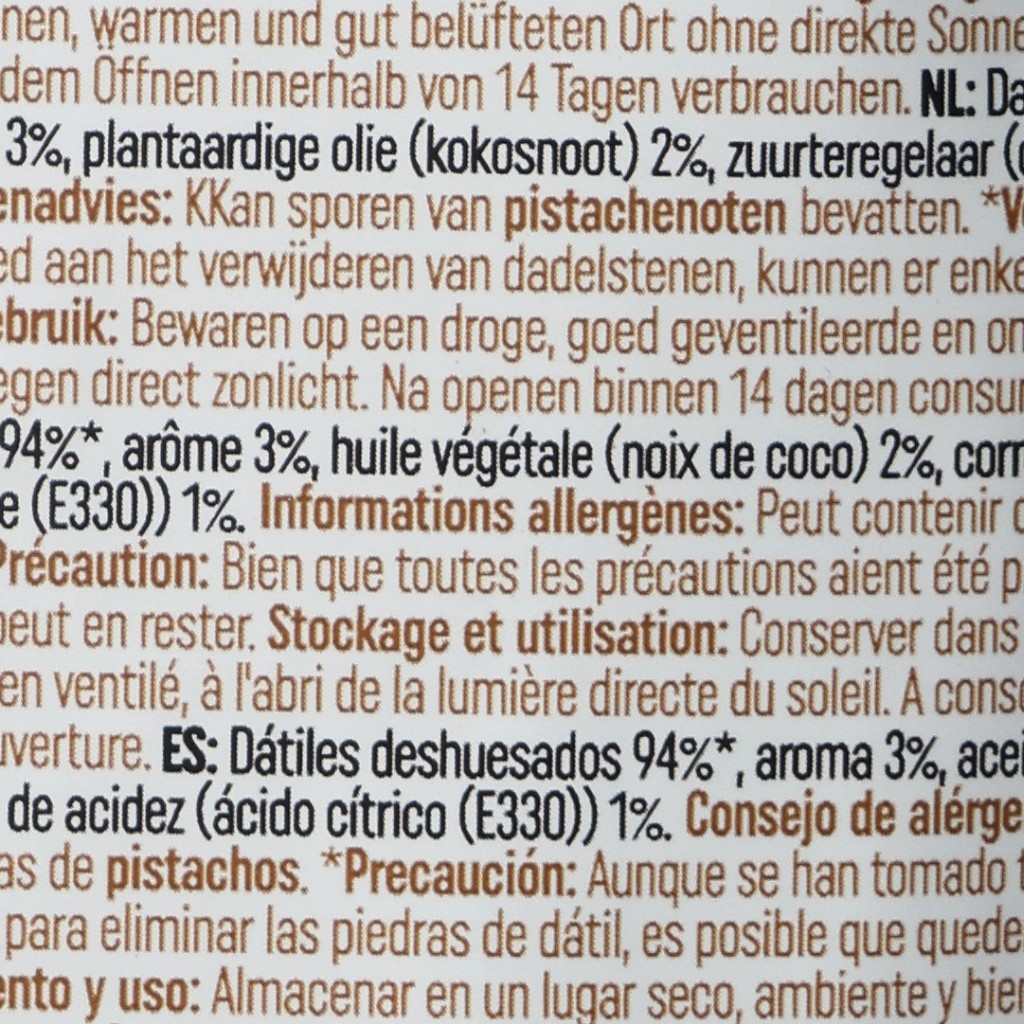 nen, warmen und gut belüfteten Ort ohne direkte Sonne
dem Öffnen innerhalb von 14 Tagen verbrauchen. NL: Da
3%, plantaardige olie (kokosnoot) 2%, zuurteregelaar (
enadvies: KKan sporen van pistachenoten bevatten. *V
ed aan het verwijderen van dadelstenen, kunnen er enke
ebruik: Bewaren op een droge, goed geventileerde en on
egen direct zonlicht. Na openen binnen 14 dagen consum
94%*, arôme 3%, huile végétale (noix de coco) 2%, corr
e (E330)) 1%. Informations allergènes: Peut contenir
Précaution: Bien que toutes les précautions aient été p
peut en rester. Stockage et utilisation: Conserver dans
en ventilé, à l'abri de la lumière directe du soleil. A conso
uverture. ES: Dátiles deshuesados 94%*, aroma 3%, acei
de acidez (ácido cítrico (E330)) 1%. Consejo de alérge
as de pistachos. *Precaución: Aunque se han tomado t
para eliminar las piedras de dátil, es posible que quede
ento y uso: Almacenar en un lugar seco, ambiente y bien